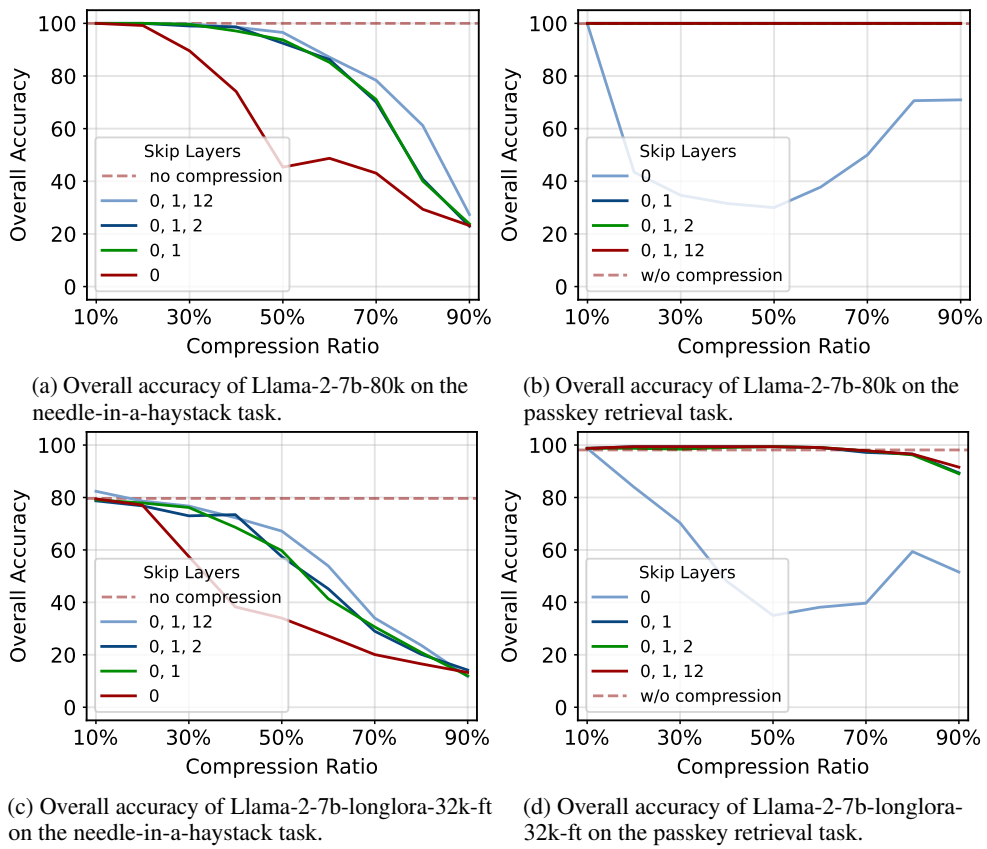 100
80
60
40
20
0
Overall Accuracy
Skip Layers
no compression
0, 1, 12
0, 1, 2
0, 1
0
10% 30% 50% 70% 90%
Compression Ratio
(a) Overall accuracy of Llama-2-7b-80k on the
needle-in-a-haystack task.
100
80
60
40
20
0
Overall Accuracy
Skip Layers
0
0, 1
0, 1, 2
0, 1, 12
w/o compression
10% 30% 50% 70% 90%
Compression Ratio
(b) Overall accuracy of Llama-2-7b-80k on the
passkey retrieval task.
100
80
60
40
20
0
Overall Accuracy
Skip Layers
no compression
0, 1, 12
0, 1, 2
0, 1
0
10% 30% 50% 70% 90%
Compression Ratio
(c) Overall accuracy of Llama-2-7b-longlora-32k-ft
on the needle-in-a-haystack task.
100
80
60
40
20
0
Overall Accuracy
Skip Layers
0
0, 1
0, 1, 2
0, 1, 12
w/o compression
10% 30% 50% 70% 90%
Compression Ratio
(d) Overall accuracy of Llama-2-7b-longlora-
32k-ft on the passkey retrieval task.